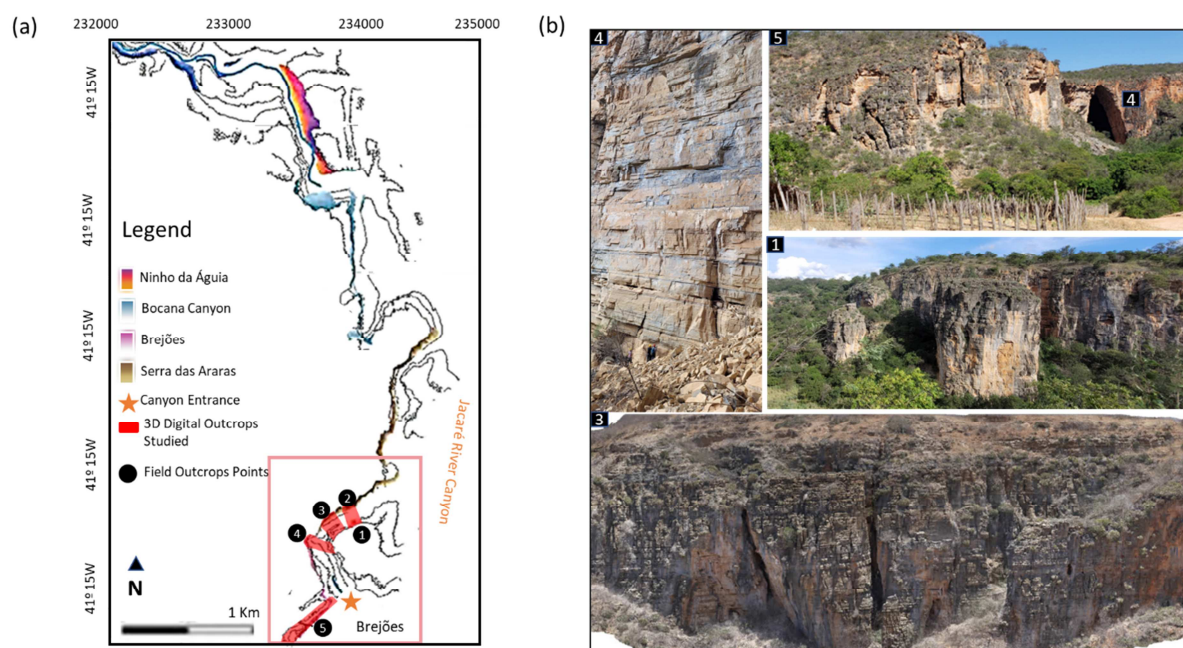 (a)
232000 233000 234000 235000
41º 15W
41º 15W
41º 15W
41º 15W
41º 15W
Legend
Ninho da Águia
Bocana Canyon
Brejões
Serra das Araras
Canyon Entrance
3D Digital Outcrops
Studied
Field Outcrops Points
N
1 Km
Jacaré River Canyon
2
3
1
4
5
Brejões
(b)
4
5
4
1
3